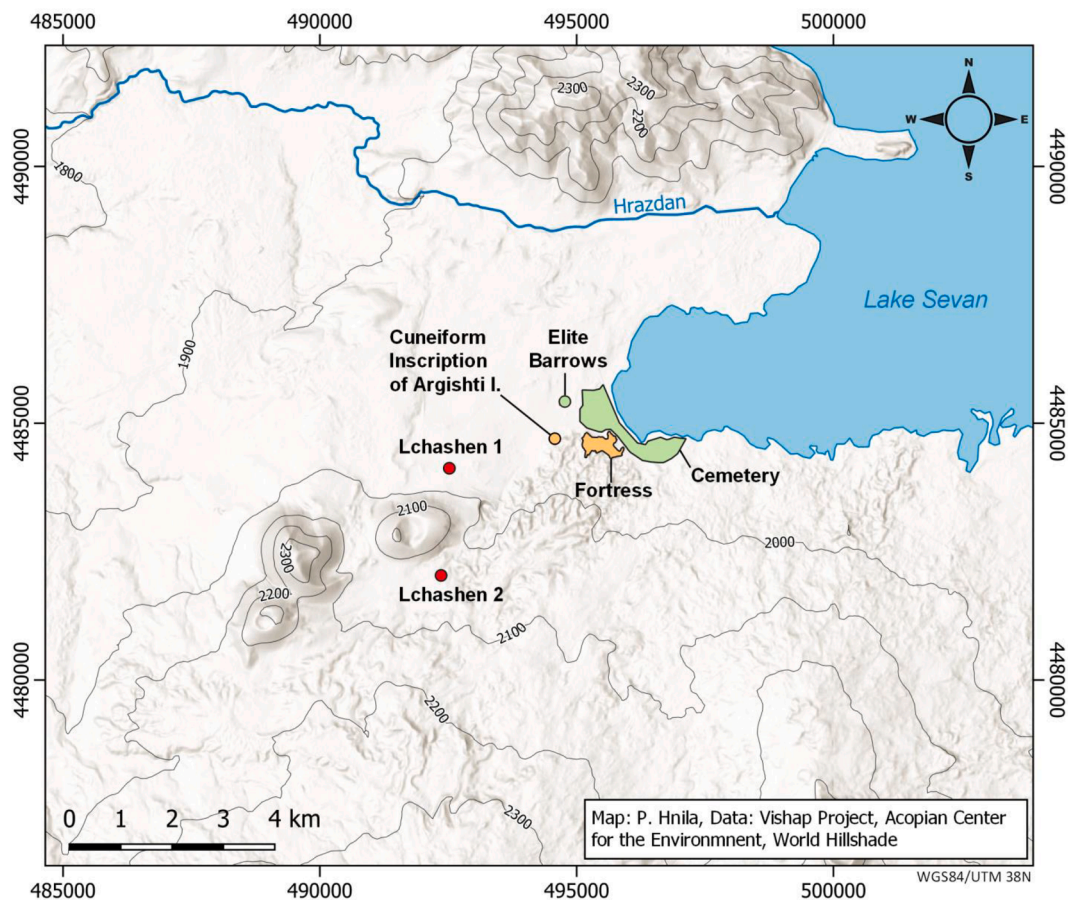 485000
490000
495000
500000
N
W
E
S
2300
2300
2200
4490000
4490000
1800
Hrazdan
Lake Sevan
Cuneiform
Inscription
of Argishti I.
Elite
Barrows
1900
4485000
4485000
Lchashen 1
Cemetery
Fortress
2100
2000
2300
2200
Lchashen 2
2100
4480000
4480000
2200
2300
0 1 2 3 4 km
Map: P. Hnila, Data: Vishap Project, Acopian Center
for the Environmnent, World Hillshade
WGS84/UTM 38N
485000
490000
495000
500000